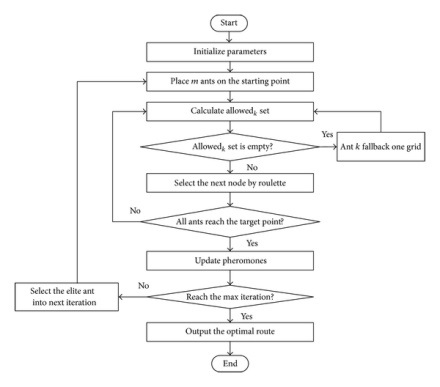 Start
Initialize parameters
Place m ants on the starting point
Calculate allowedk set
Allowedk set is empty?
Yes
Ant k fallback one grid
No
Select the next node by roulette
No
All ants reach the target point?
Yes
Update pheromones
No
Select the elite ant
into next iteration
Reach the max iteration?
Yes
Output the optimal route
End